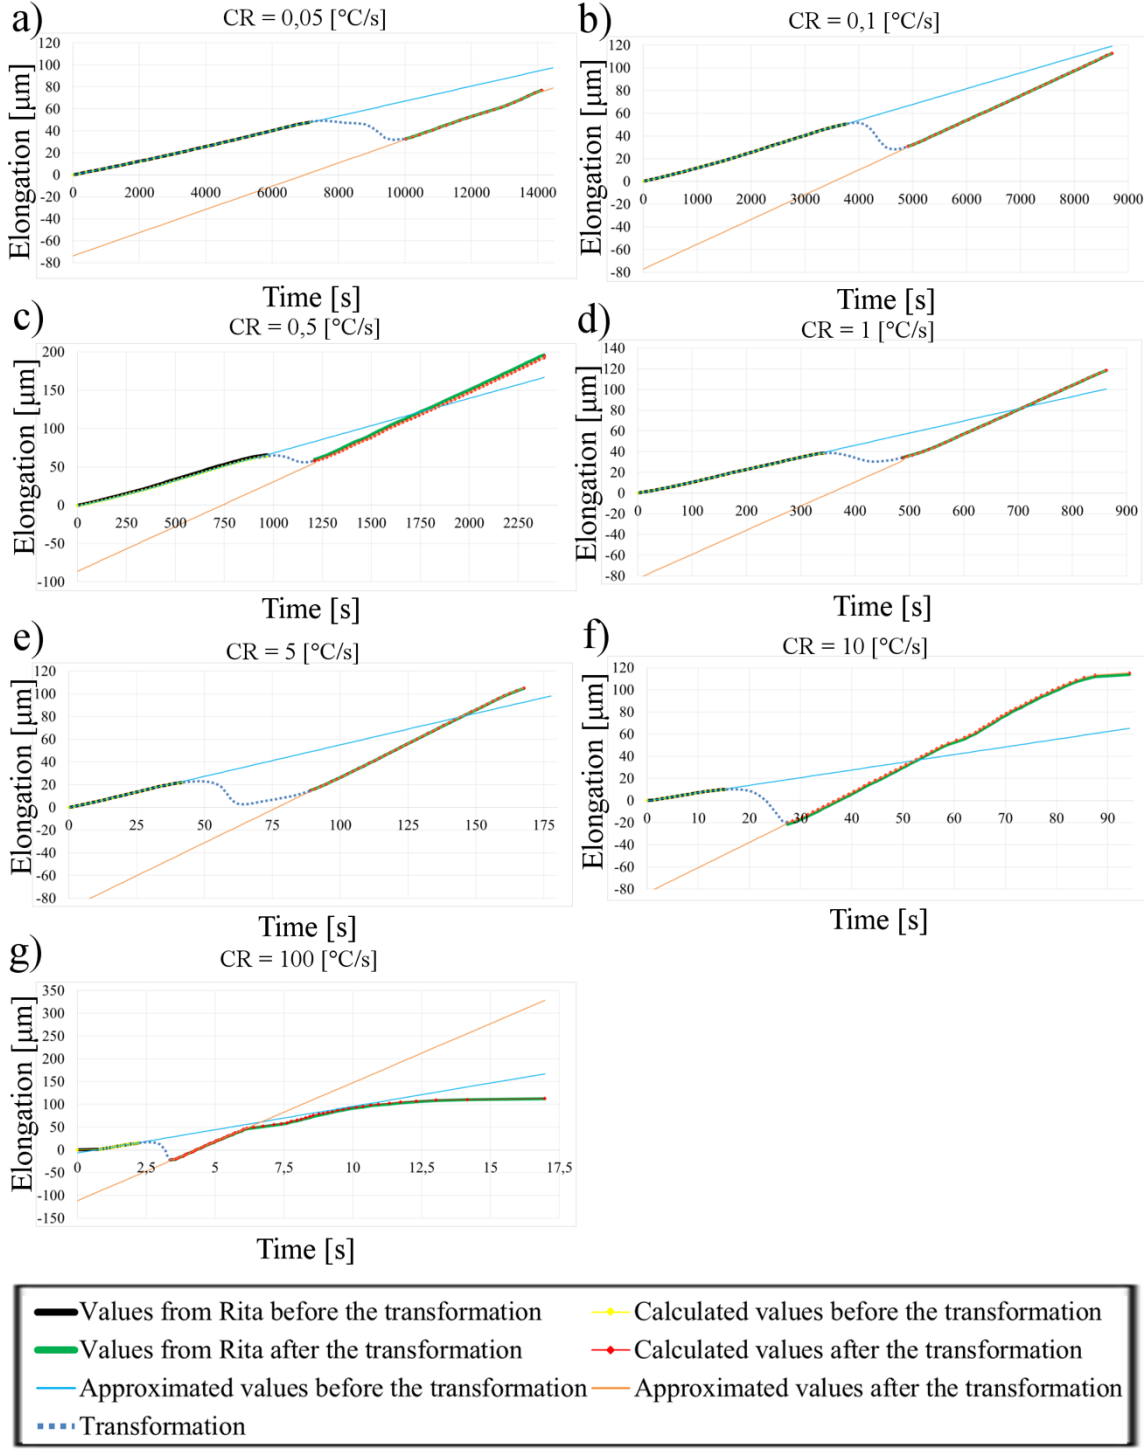 a)
CR = 0,05 [°C/s]
Elongation [µm]
120
100
80
60
40
20
0
-20
-40
-60
-80
0 2000 4000 6000 8000 10000 12000 14000
Time [s]
b)
CR = 0,1 [°C/s]
Elongation [µm]
120
100
80
60
40
20
0
-20
-40
-60
-80
0 1000 2000 3000 4000 5000 6000 7000 8000 9000
Time [s]
c)
CR = 0,5 [°C/s]
Elongation [µm]
200
150
100
50
0
-50
-100
0 250 500 750 1000 1250 1500 1750 2000 2250
Time [s]
d)
CR = 1 [°C/s]
Elongation [µm]
140
120
100
80
60
40
20
0
-20
-40
-60
-80
0 100 200 300 400 500 600 700 800 900
Time [s]
e)
CR = 5 [°C/s]
Elongation [µm]
120
100
80
60
40
20
0
-20
-40
-60
-80
0 25 50 75 100 125 150 175
Time [s]
f)
CR = 10 [°C/s]
Elongation [µm]
120
100
80
60
40
20
0
-20
-40
-60
-80
0 10 20 30 40 50 60 70 80 90
Time [s]
g)
CR = 100 [°C/s]
Elongation [µm]
350
300
250
200
150
100
50
0
-50
-100
-150
0 2,5 5 7,5 10 12,5 15 17,5
Time [s]
Values from Rita before the transformation
Calculated values before the transformation
Values from Rita after the transformation
Calculated values after the transformation
Approximated values before the transformation
Approximated values after the transformation
Transformation